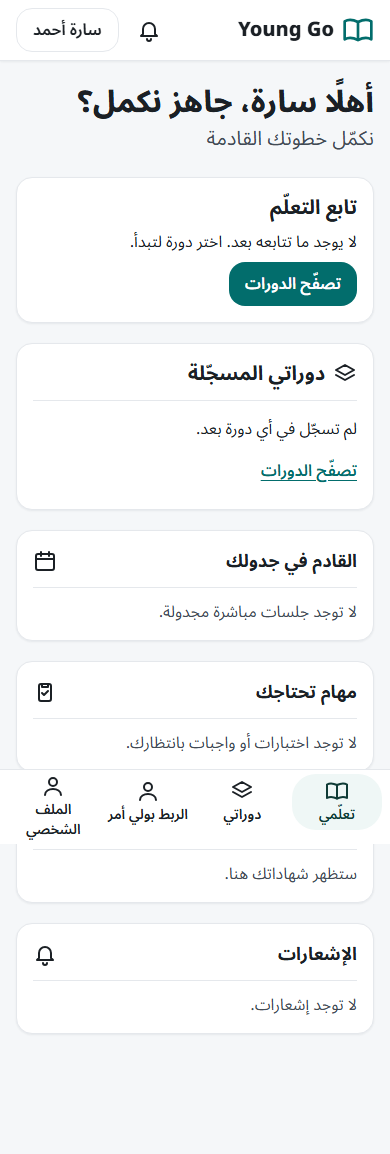 Young Go
سارة أحمد
أهلًا سارة، جاهز نكمل؟
نكمّل خطوتك القادمة
تابع التعلّم
لا يوجد ما تتابعه بعد. اختر دورة لتبدأ.
تصفّح الدورات
دوراتي المسجّلة
لم تسجّل في أي دورة بعد.
تصفّح الدورات
القادم في جدولك
لا توجد جلسات مباشرة مجدولة.
مهام تحتاجك
لا توجد اختبارات أو واجبات بانتظارك.
تعلّمي
دوراتي
الربط بولي أمر
الملف
الشخصي
ستظهر شهاداتك هنا.
الإشعارات
لا توجد إشعارات.